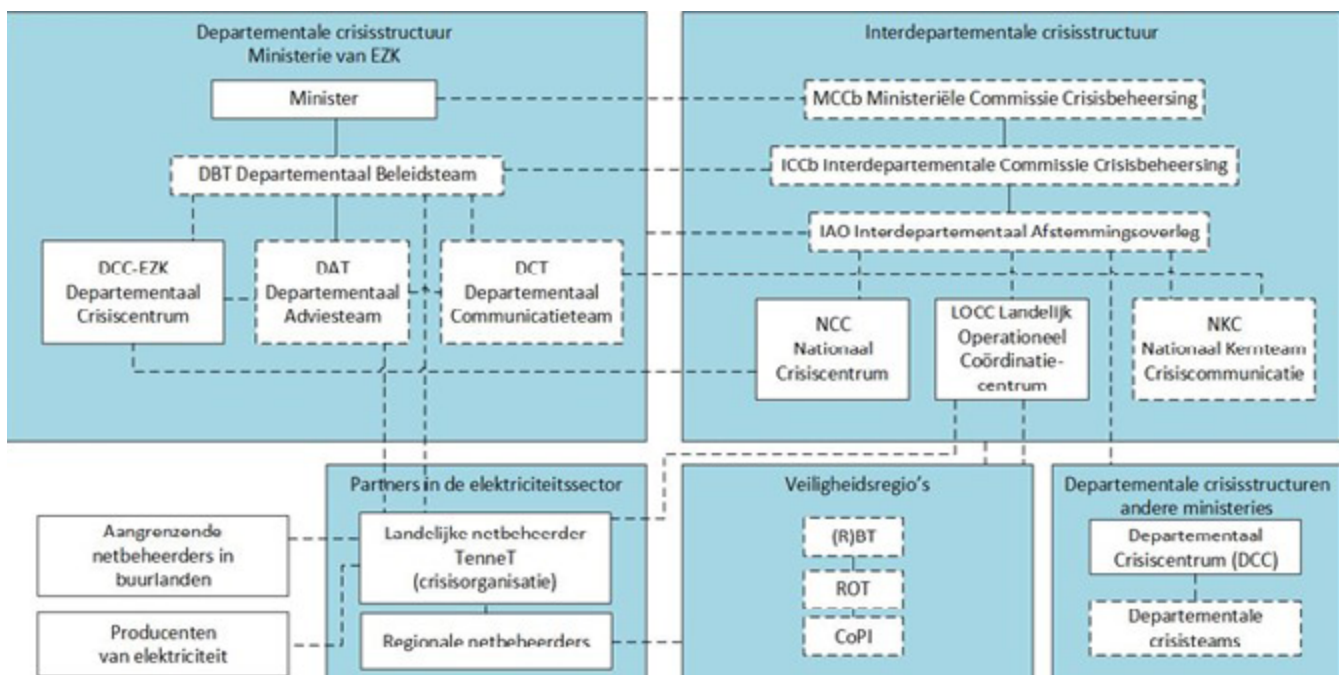 Departementale crisisstructuur
Ministerie van EZK
Minister
DBT Departementaal Beleidsteam
DCC-EZK
Departementaal
Crisiscentrum
DAT
Departementaal
Adviesteam
DCT
Departementaal
Communicatieteam
Interdepartementale crisisstructuur
MCCb Ministeriële Commissie Crisisbeheersing
ICCb Interdepartementale Commissie Crisisbeheersing
IAO Interdepartementaal Afstemmingsoverleg
NCC
Nationaal
Crisiscentrum
LOCC Landelijk
Operationeel
Coördinatie-
centrum
NKC
Nationaal Kernteam
Crisiscommunicatie
Aangrenzende
netbeheerders in
buurlanden
Producenten
van elektriciteit
Partners in de elektriciteitssector
Landelijke netbeheerder
TenneT
(crisisorganisatie)
Regionale netbeheerders
Veiligheidsregio's
(R)BT
ROT
CoPI
Departementale crisisstructuren
andere ministeries
Departementaal
Crisiscentrum (DCC)
Departementale
crisisteams